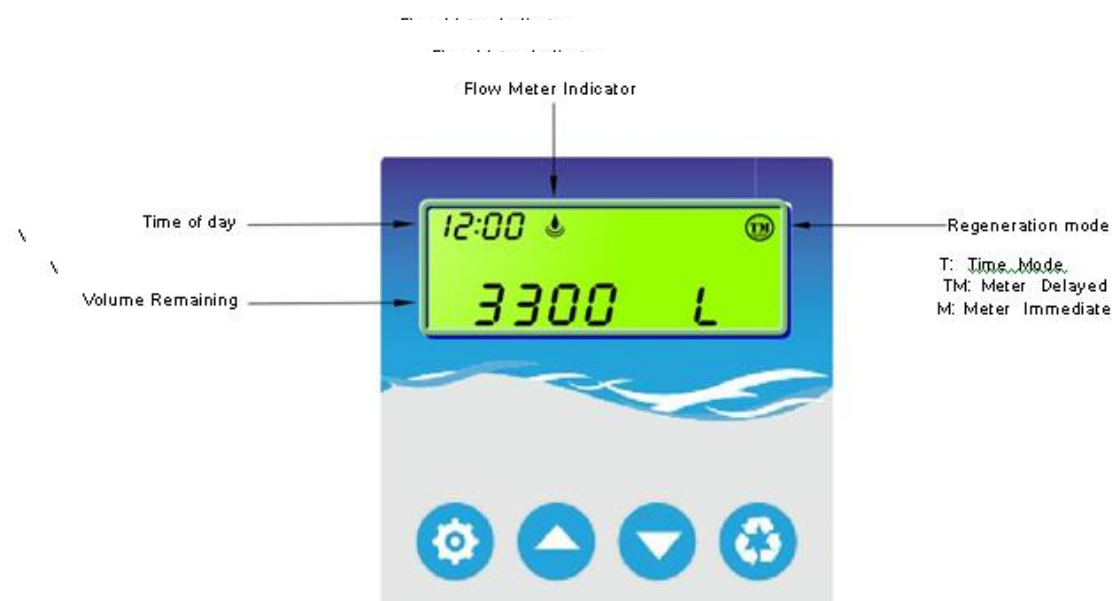 Flow Meter Indicator
Time of day
12:00
TM
Regeneration mode
T: Time Mode
TM: Meter Delayed
M: Meter Immediate
Volume Remaining
3300 L